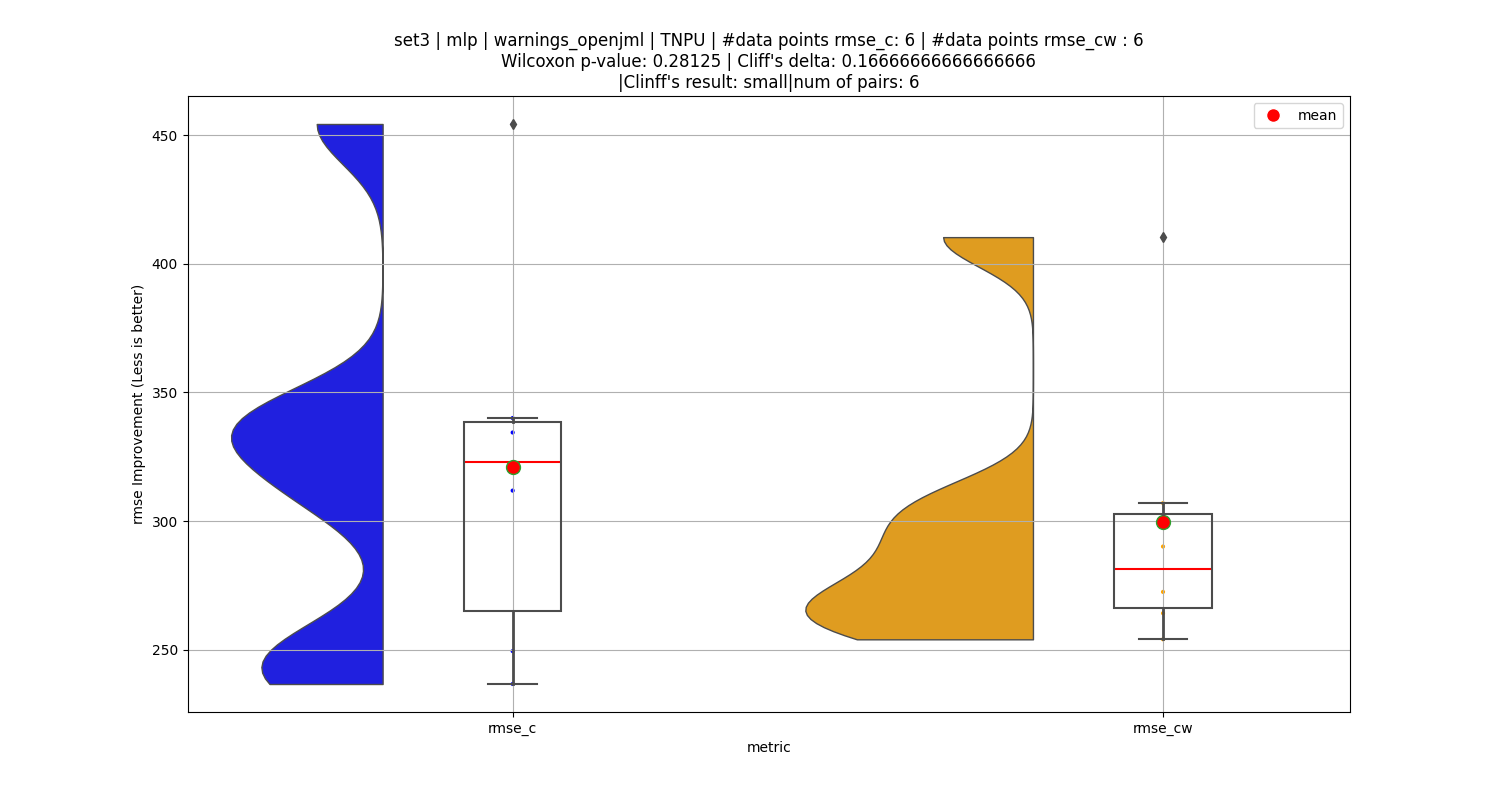 set3 | mlp | warnings_openjml | TNPU | #data points rmse_c: 6 | #data points rmse_cw : 6
Wilcoxon p-value: 0.28125 | Cliff's delta: 0.16666666666666666
|Clinff's result: small|num of pairs: 6
mean
450
400
350
300
250
rmse Improvement (Less is better)
rmse_c
rmse_cw
metric